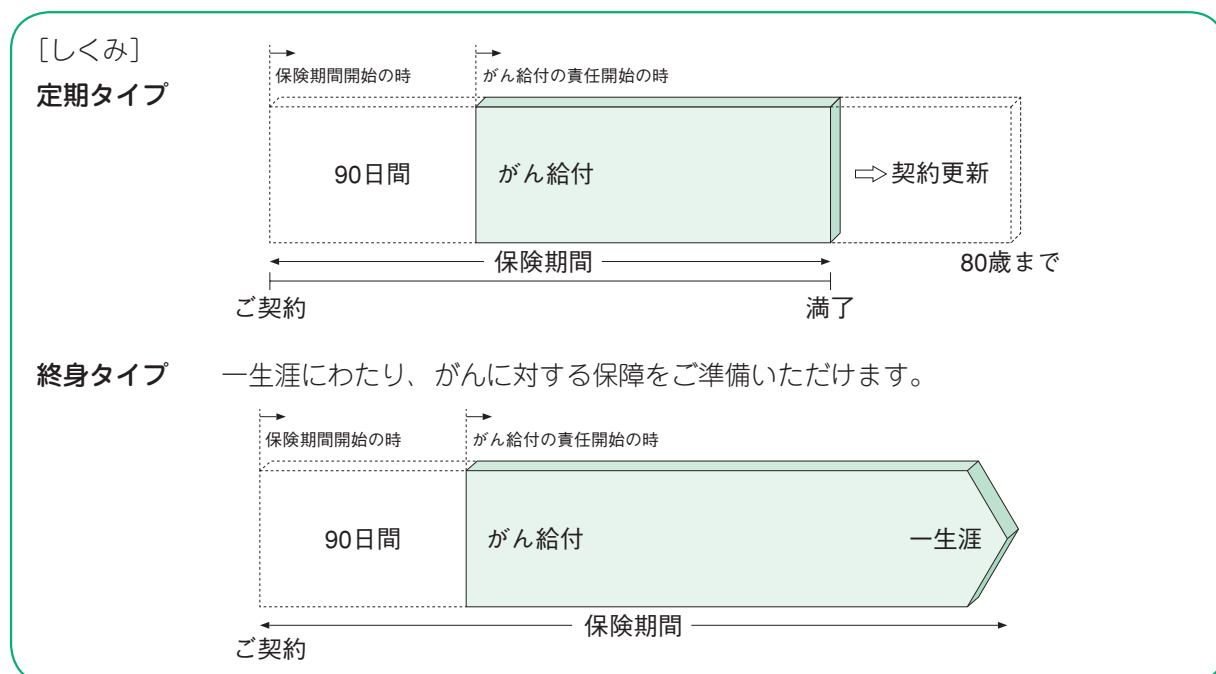 [しくみ]
定期タイプ
保険期間開始の時
がん給付の責任開始の時
90日間
がん給付
⇨契約更新
保険期間
80歳まで
ご契約
満了
終身タイプ 一生涯にわたり、がんに対する保障をご準備いただけます。
保険期間開始の時
がん給付の責任開始の時
90日間
がん給付
一生涯
保険期間
ご契約